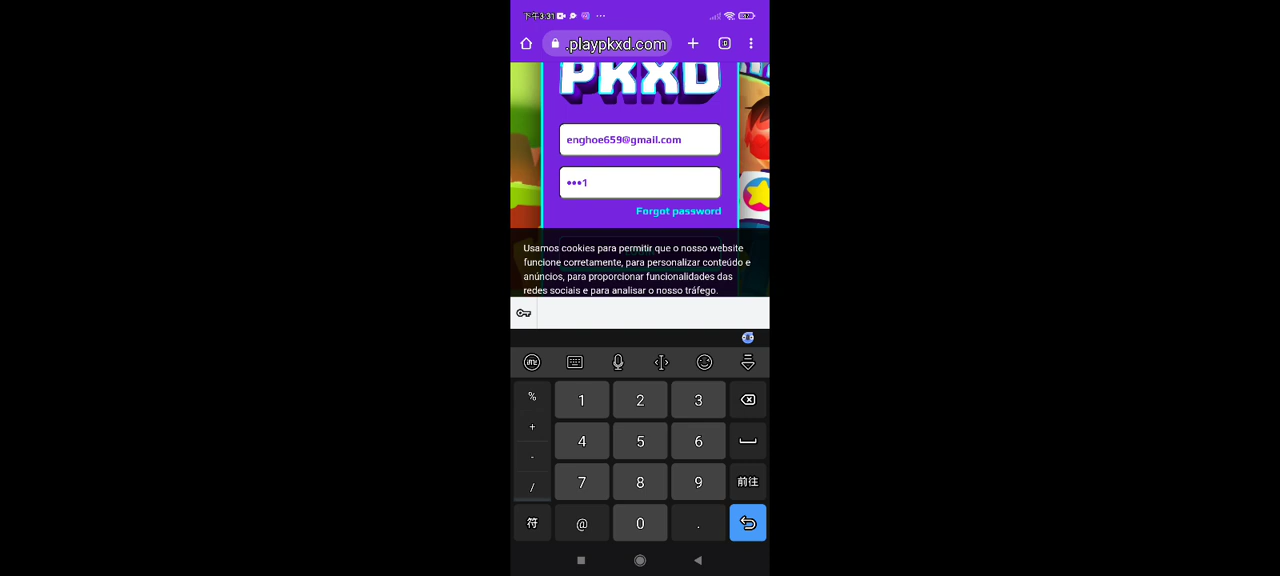 下午3:31
.playpkxd.com
PKXD
enghoe659@gmail.com
•••1
Forgot password
Usamos cookies para permitir que o nosso website
funcione corretamente, para personalizar conteúdo e
anúncios, para proporcionar funcionalidades das
redes sociais e para analisar o nosso tráfego.
%
1 2 3
+
4 5 6
-
7 8 9 前往
/
符 @ 0 .